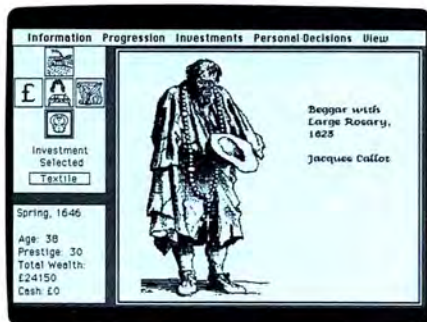 Information Progression Investments Personal Decisions View
£
Investment
Selected
Textile
Spring, 1646
Age: 38
Prestige: 30
Total Wealth:
£24150
Cash: £0
Beggar with
Large Rosary,
1623
Jacques Callot